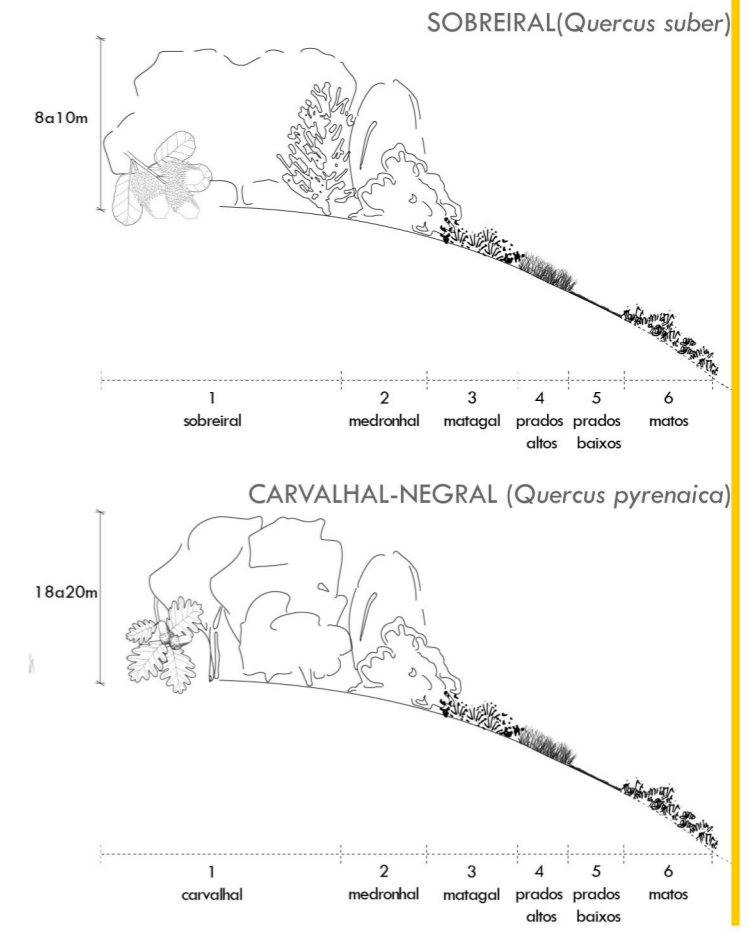 SOBREIRAL(Quercus suber)
8a10m
1 2 3 4 5 6
sobreiral medronhal matagal prados prados matos
altos baixos
CARVALHAL-NEGRAL (Quercus pyrenaica)
18a20m
1 2 3 4 5 6
carvalhal medronhal matagal prados prados matos
altos baixos